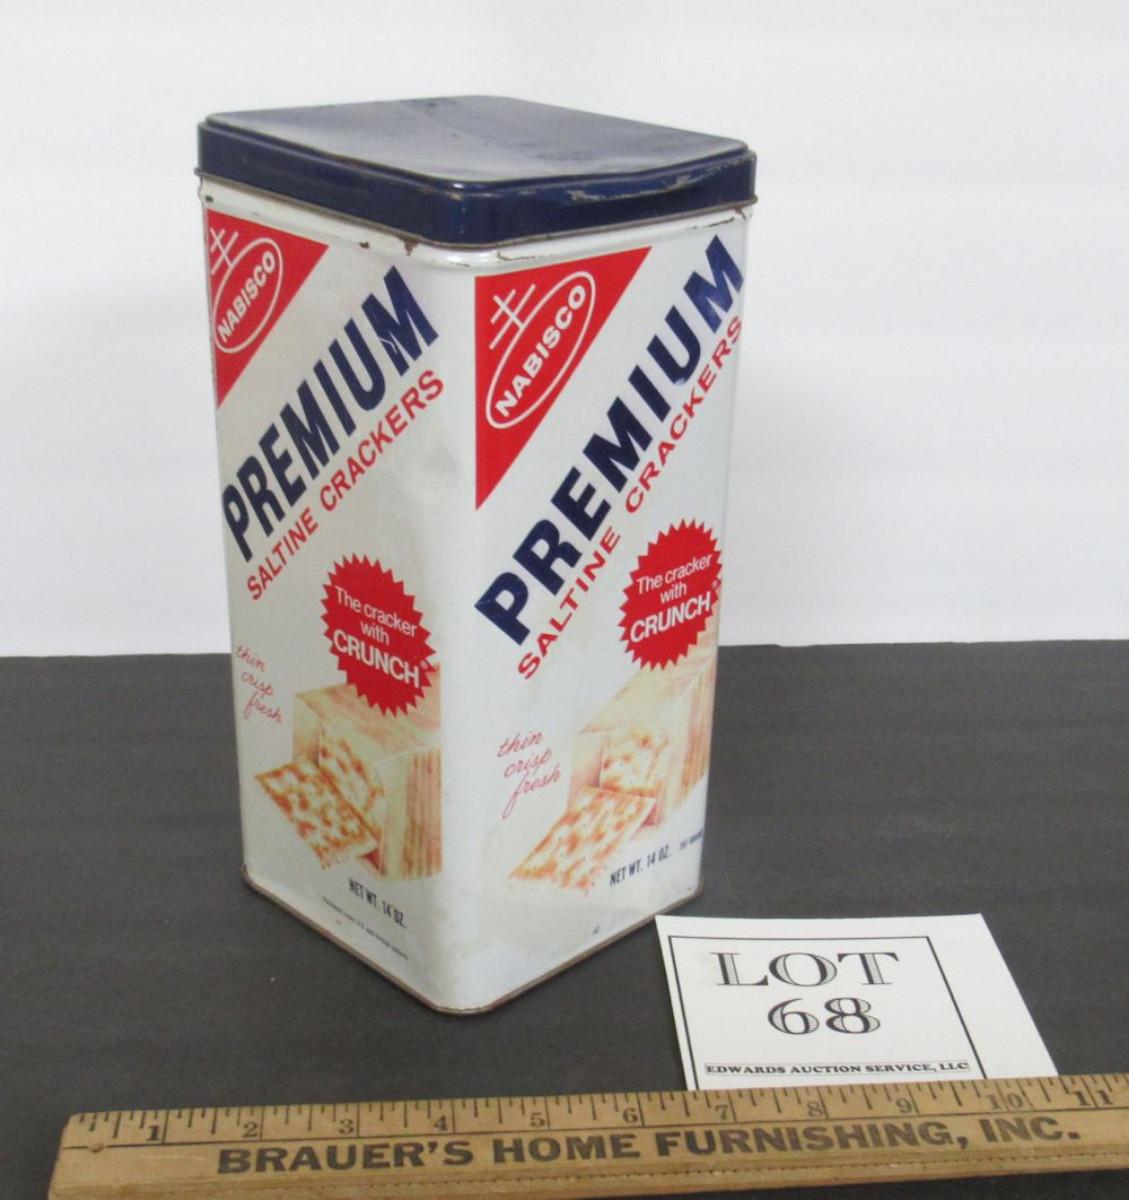 NABISCO
PREMIUM
SALTINE CRACKERS
The cracker
with
CRUNCH®
thin
crisp
fresh
NET WT. 14 OZ.
NABISCO
PREMIUM
SALTINE CRACKERS
The cracker
with
CRUNCH®
thin
crisp
fresh
NET WT. 14 OZ.
LOT
68
EDWARDS AUCTION SERVICE, LLC
1 2 3 4 5 6 7 8 9 10 11
BRAUER'S HOME FURNISHING, INC.